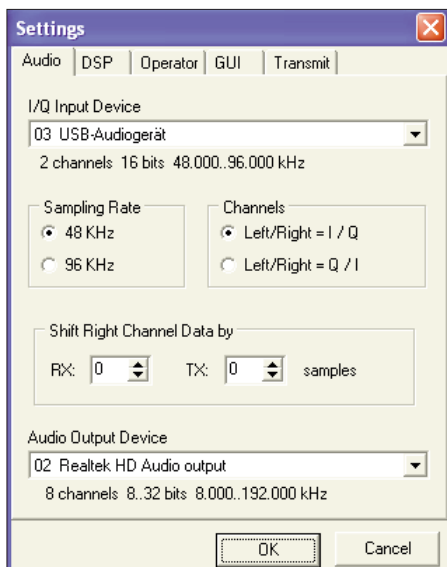 Settings
Audio DSP Operator GUI Transmit
I/Q Input Device
03 USB-Audiogerät
2 channels 16 bits 48.000..96.000 kHz
Sampling Rate Channels
48 KHz Left/Right = I / Q
96 KHz Left/Right = Q / I
Shift Right Channel Data by
RX: 0 TX: 0 samples
Audio Output Device
02 Realtek HD Audio output
8 channels 8..32 bits 8.000..192.000 kHz
OK Cancel